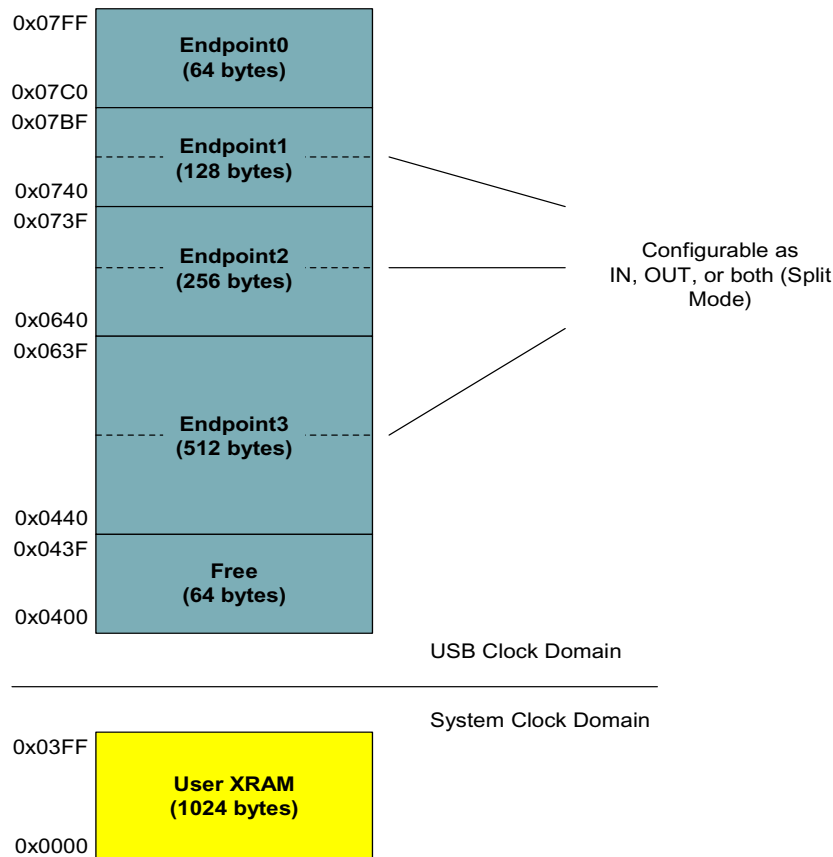 0x07FF
Endpoint0
(64 bytes)
0x07C0
0x07BF
Endpoint1
(128 bytes)
0x0740
0x073F
Endpoint2
(256 bytes)
0x0640
0x063F
Endpoint3
(512 bytes)
0x0440
0x043F
Free
(64 bytes)
0x0400
Configurable as
IN, OUT, or both (Split
Mode)
USB Clock Domain
System Clock Domain
0x03FF
User XRAM
(1024 bytes)
0x0000